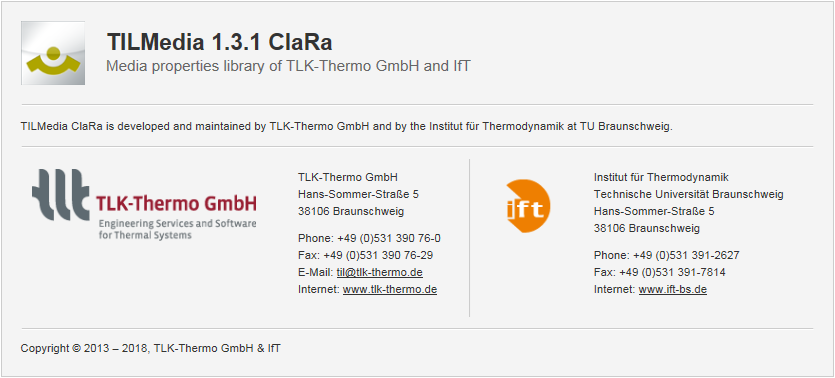 TILMedia 1.3.1 ClaRa
Media properties library of TLK-Thermo GmbH and IfT
TILMedia ClaRa is developed and maintained by TLK-Thermo GmbH and by the Institut für Thermodynamik at TU Braunschweig.
tlt
TLK-Thermo GmbH
Engineering Services and Software
for Thermal Systems
TLK-Thermo GmbH
Hans-Sommer-Straße 5
38106 Braunschweig
Phone: +49 (0)531 390 76-0
Fax: +49 (0)531 390 76-29
E-Mail: til@tlk-thermo.de
Internet: www.tlk-thermo.de
ift
Institut für Thermodynamik
Technische Universität Braunschweig
Hans-Sommer-Straße 5
38106 Braunschweig
Phone: +49 (0)531 391-2627
Fax: +49 (0)531 391-7814
Internet: www.ift-bs.de
Copyright © 2013 – 2018, TLK-Thermo GmbH & IfT